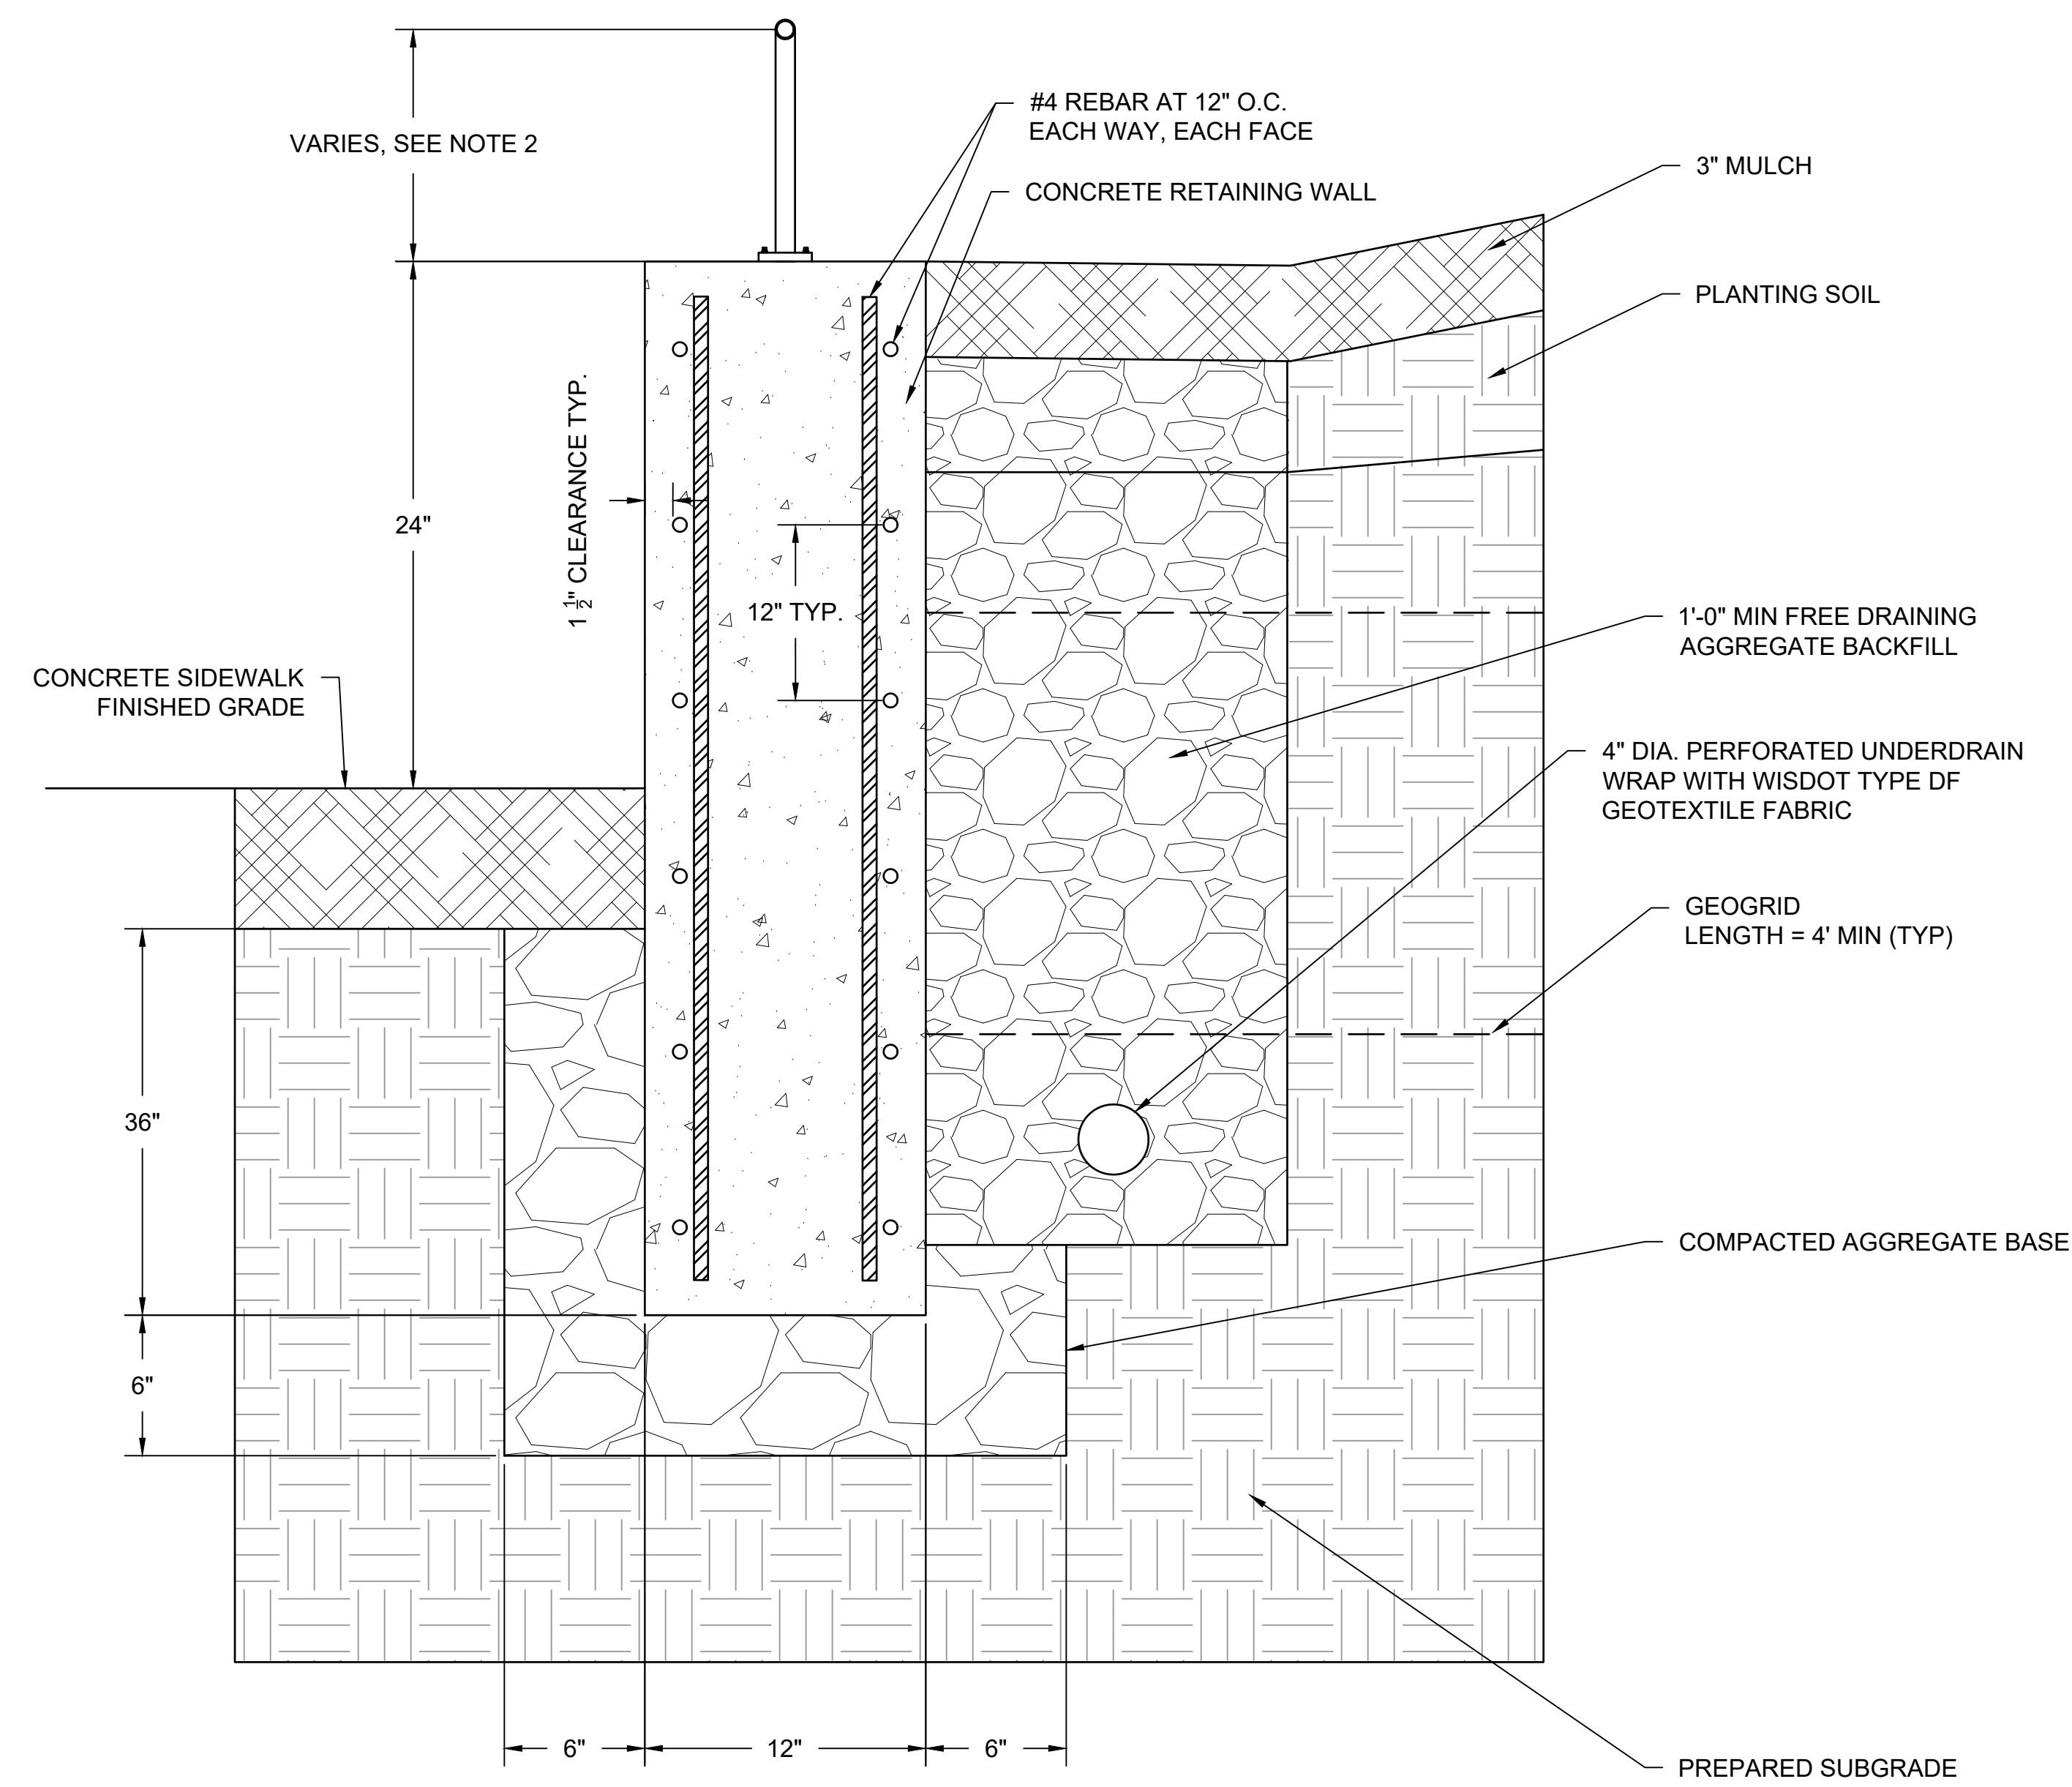 VARIES, SEE NOTE 2
#4 REBAR AT 12" O.C.
EACH WAY, EACH FACE
CONCRETE RETAINING WALL
3" MULCH
PLANTING SOIL
24"
1 1/2" CLEARANCE TYP.
12" TYP.
CONCRETE SIDEWALK
FINISHED GRADE
1'-0" MIN FREE DRAINING
AGGREGATE BACKFILL
4" DIA. PERFORATED UNDERDRAIN
WRAP WITH WISDOT TYPE DF
GEOTEXTILE FABRIC
GEOGRID
LENGTH = 4' MIN (TYP)
36"
COMPACTED AGGREGATE BASE
6"
6"
12"
6"
PREPARED SUBGRADE